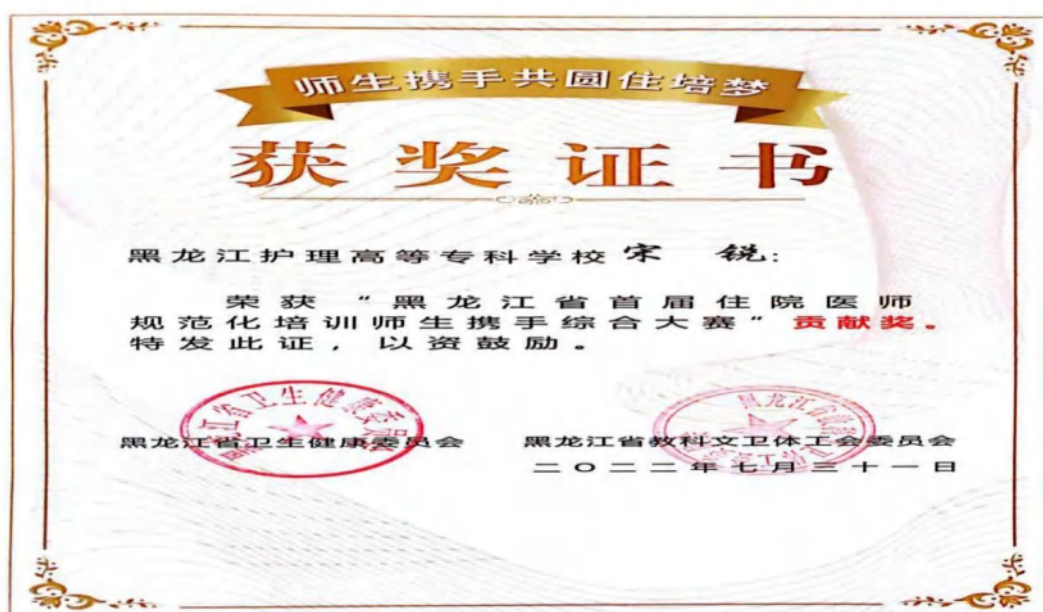 师生携手共圆住培梦
获奖证书
黑龙江护理高等专科学校宋 锐:
荣获“黑龙江省首届住院医师
规范化培训师生携手综合大赛”贡献奖。
特发此证，以资鼓励。
黑龙江省卫生健康委员会
黑龙江省教科文卫体工会委员会
二〇二二年七月三十一日